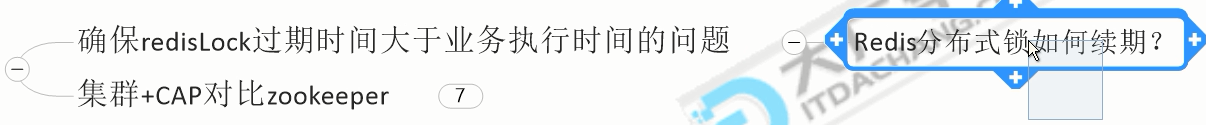 确保redisLock过期时间大于业务执行时间的问题
Redis分布式锁如何续期？
集群+CAP对比zookeeper
7
ITDACHANG.C